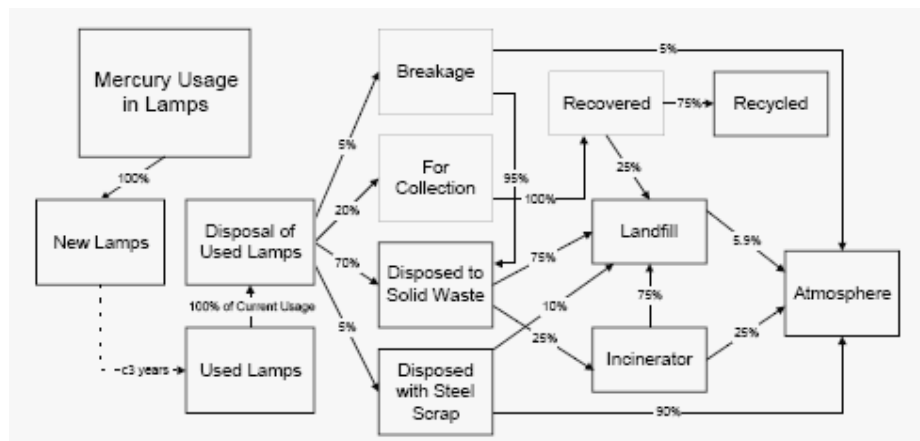 Mercury Usage
in Lamps
100%
New Lamps
c3 years
Used Lamps
100% of Current Usage
Disposal of
Used Lamps
5%
20%
70%
5%
Breakage
5%
95%
For
Collection
100%
Recovered
75%
Recycled
25%
Disposed to
Solid Waste
75%
25%
Disposed
with Steel
Scrap
10%
90%
Landfill
5.9%
75%
Incinerator
25%
Atmosphere